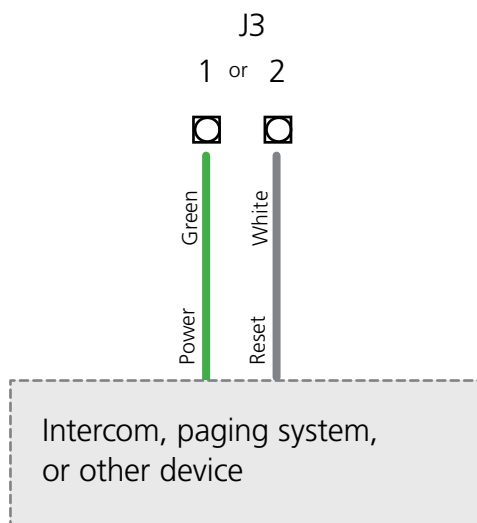 J3
1 or 2
Green
White
Power
Reset
Intercom, paging system,
or other device